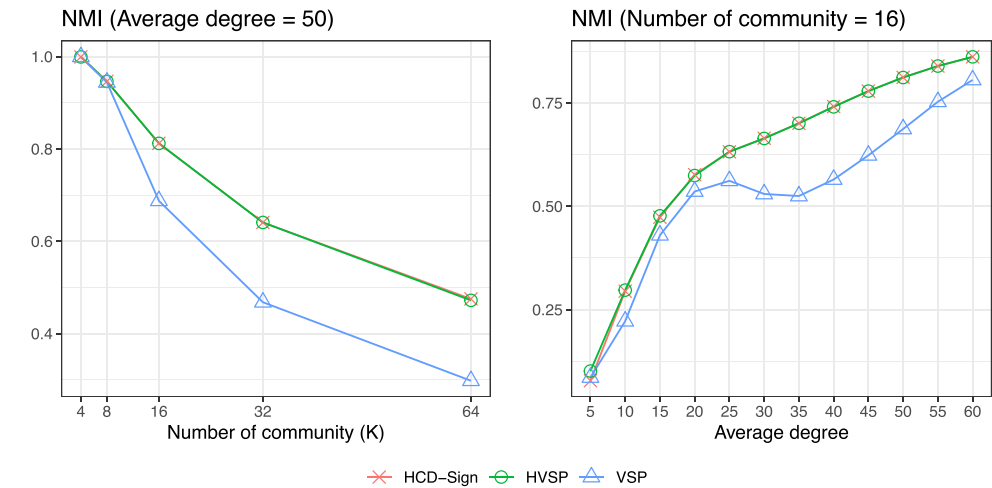 NMI (Average degree = 50)
1.0
0.8
0.6
0.4
4 8 16 32 64
Number of community (K)
NMI (Number of community = 16)
0.75
0.50
0.25
5 10 15 20 25 30 35 40 45 50 55 60
Average degree
HCD−Sign HVSP VSP